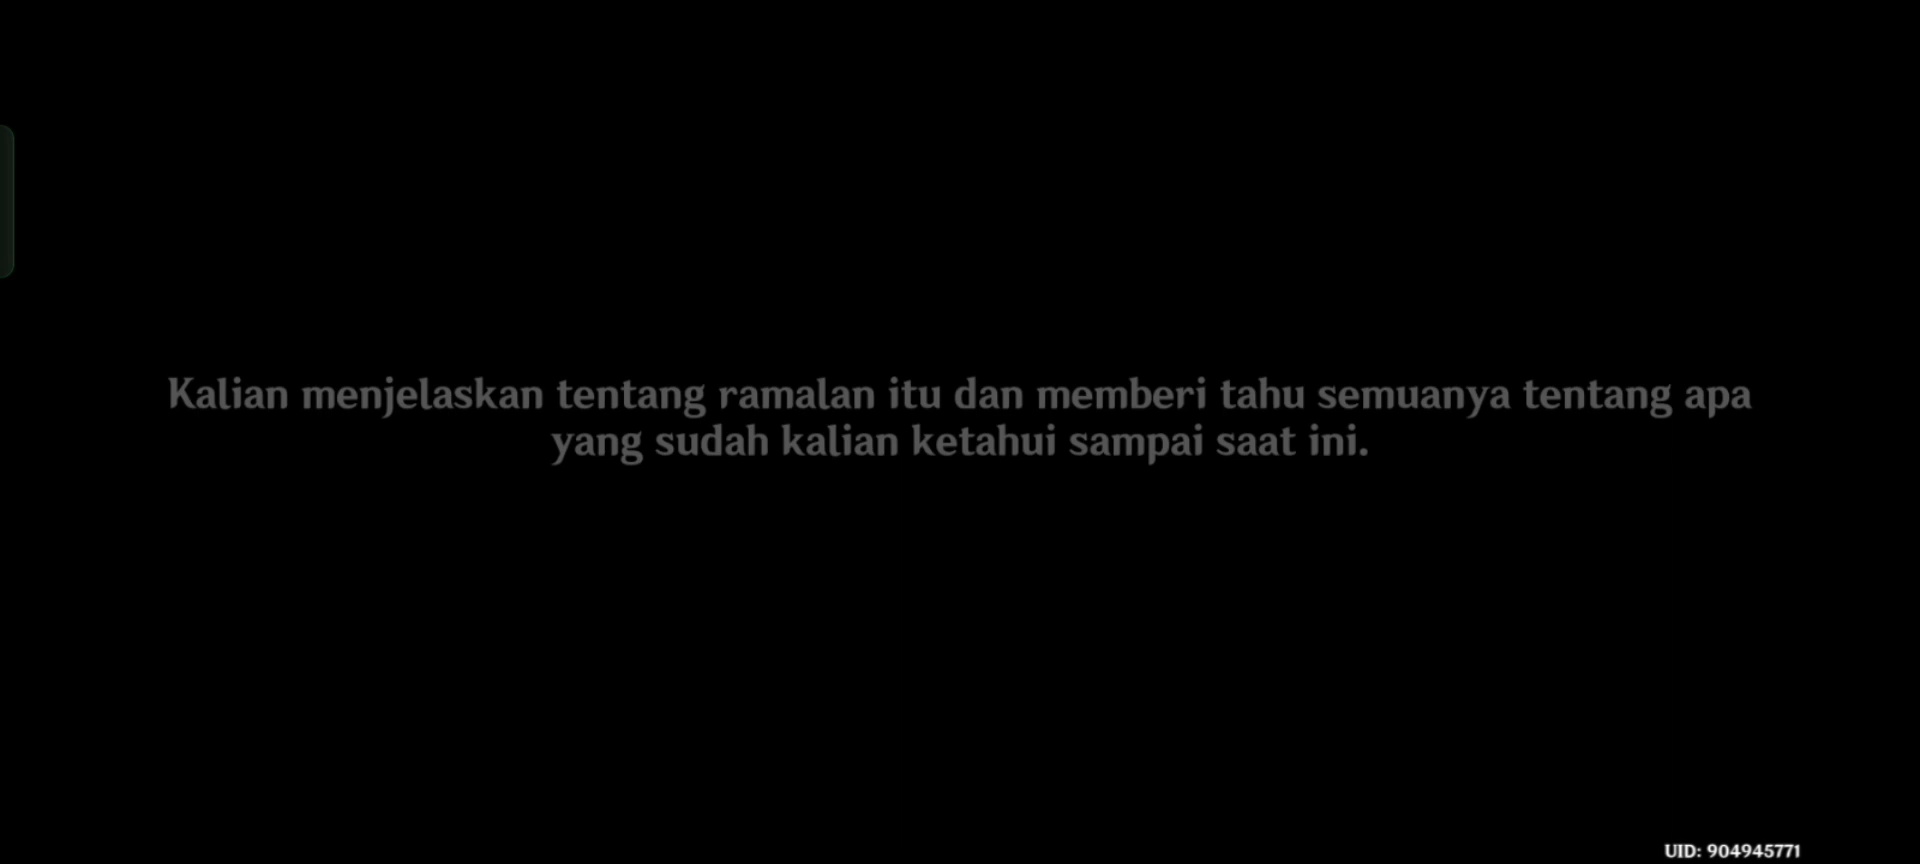 Kalian menjelaskan tentang ramalan itu dan memberi tahu semuanya tentang apa
yang sudah kalian ketahui sampai saat ini.
UID: 904945771